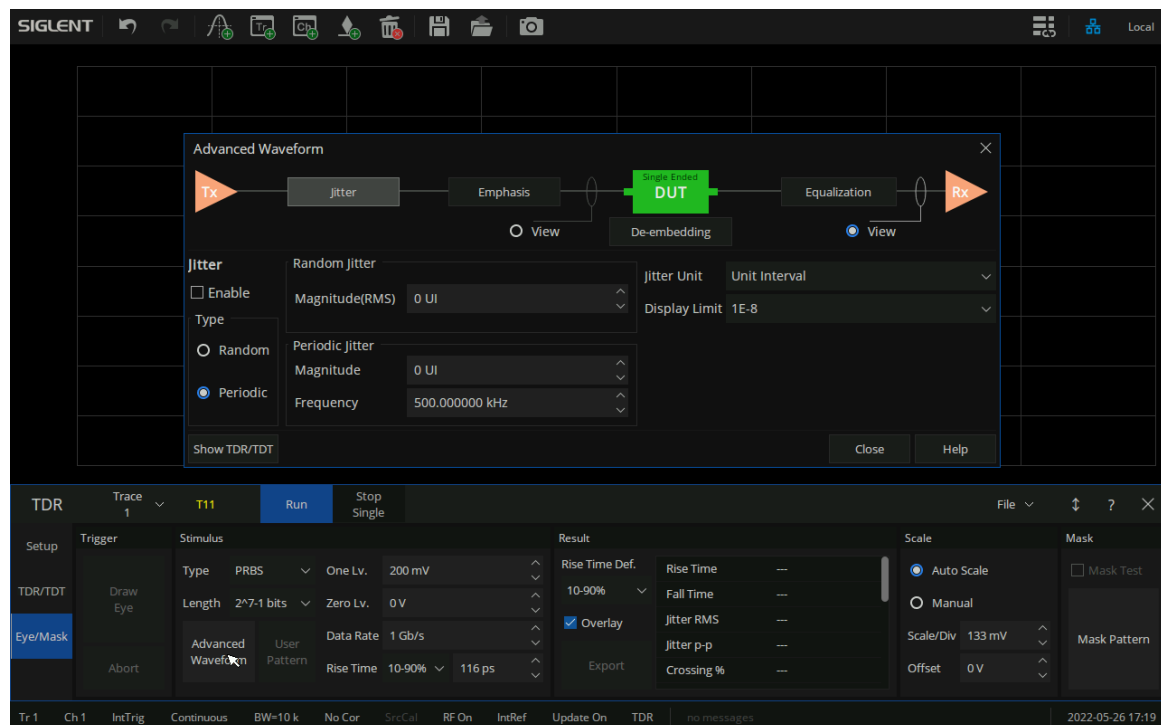 SIGLENT
Tr
Ch
Local
Advanced Waveform
Tx
Jitter
Emphasis
Single Ended
DUT
Equalization
Rx
View
De-embedding
View
Jitter
Enable
Type
Random
Periodic
Random Jitter
Magnitude(RMS) 0 UI
Periodic Jitter
Magnitude 0 UI
Frequency 500.000000 kHz
Jitter Unit Unit Interval
Display Limit 1E-8
Show TDR/TDT
Close
Help
TDR
Trace
1
T11
Run
Stop
Single
File
?
Setup
TDR/TDT
Eye/Mask
Trigger
Draw
Eye
Abort
Stimulus
Type PRBS
Length 2^7-1 bits
Advanced
Waveform
User
Pattern
One Lv. 200 mV
Zero Lv. 0 V
Data Rate 1 Gb/s
Rise Time 10-90% 116 ps
Result
Rise Time Def.
10-90%
Overlay
Export
Rise Time ---
Fall Time ---
Jitter RMS ---
Jitter p-p ---
Crossing % ---
Scale
Auto Scale
Manual
Scale/Div 133 mV
Offset 0 V
Mask
Mask Test
Mask Pattern
Tr 1 Ch 1 IntTrig Continuous BW=10 k No Cor SrcCal RF On IntRef Update On TDR no messages 2022-05-26 17:19